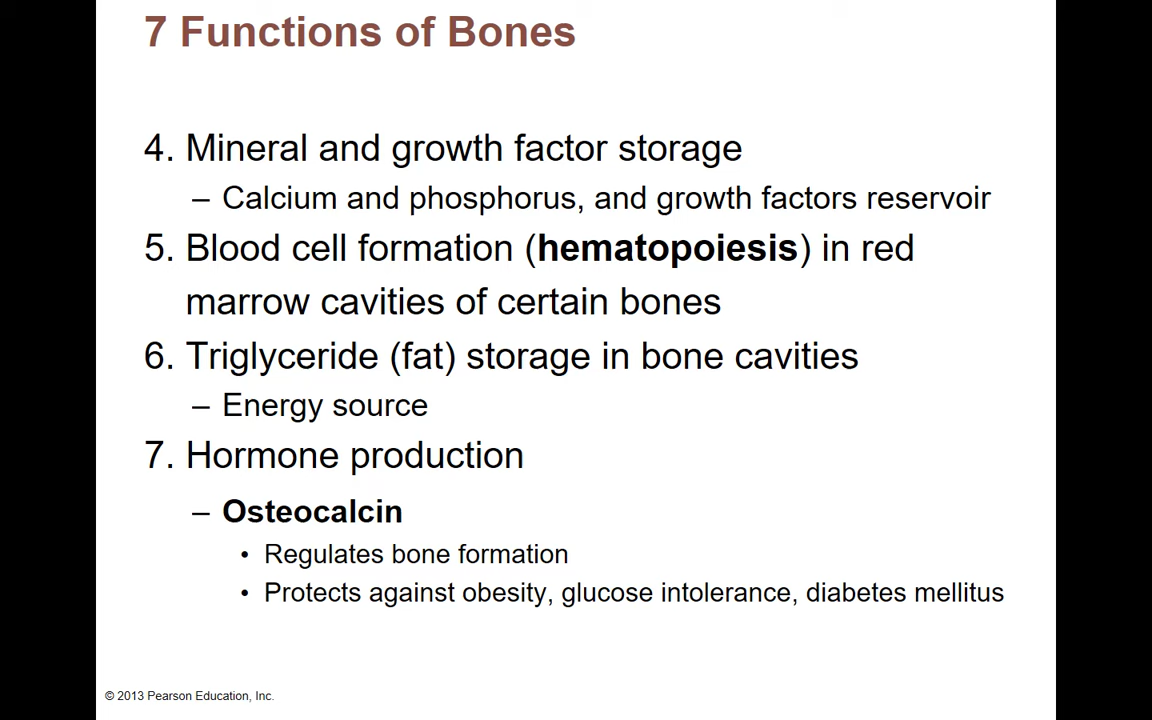 7 Functions of Bones
4. Mineral and growth factor storage
– Calcium and phosphorus, and growth factors reservoir
5. Blood cell formation (hematopoiesis) in red
marrow cavities of certain bones
6. Triglyceride (fat) storage in bone cavities
– Energy source
7. Hormone production
– Osteocalcin
• Regulates bone formation
• Protects against obesity, glucose intolerance, diabetes mellitus
© 2013 Pearson Education, Inc.